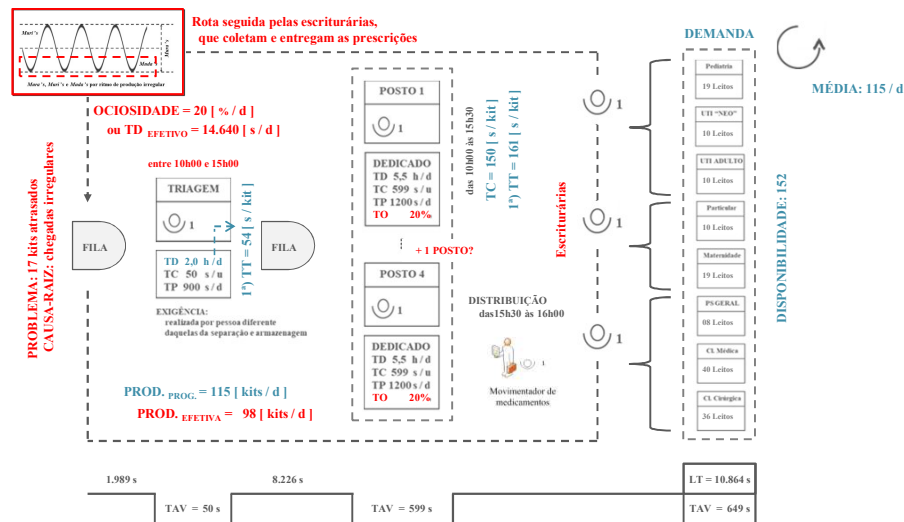 Muri's
Mura's
Muda's
Mura's, Muri's e Muda's por ritmo de produção irregular
Rota seguida pelas escriturárias,
que coletam e entregam as prescrições
OCIOSIDADE = 20 [ % / d ]
ou TD EFETIVO = 14.640 [ s / d ]
PROBLEMA: 17 kits atrasados
CAUSA-RAIZ: chegadas irregulares
FILA
entre 10h00 e 15h00
TRIAGEM
1
TD 2,0 h/d
TC 50 s/u
TP 900 s/d
1ª) TT = 54 [ s / kit ]
EXIGÊNCIA:
realizada por pessoa diferente
daquelas da separação e armazenagem
FILA
PROD. PROG. = 115 [ kits / d ]
PROD. EFETIVA = 98 [ kits / d ]
POSTO 1
1
DEDICADO
TD 5,5 h/d
TC 599 s/u
TP 1200 s/d
TO 20%
+ 1 POSTO?
POSTO 4
1
DEDICADO
TD 5,5 h/d
TC 599 s/u
TP 1200 s/d
TO 20%
das 10h00 às 15h30
TC = 150 [ s / kit ]
1ª) TT = 161 [ s / kit ]
DISTRIBUIÇÃO
das15h30 às 16h00
1
Movimentador de
medicamentos
Escriturárias
1
1
1
DEMANDA
Pediatria
19 Leitos
UTI “NEO”
10 Leitos
UTI ADULTO
10 Leitos
Particular
10 Leitos
Maternidade
19 Leitos
PS GERAL
08 Leitos
Cl. Médica
40 Leitos
Cl. Cirúrgica
36 Leitos
DISPONIBILIDADE: 152
MÉDIA: 115 / d
1.989 s
TAV = 50 s
8.226 s
TAV = 599 s
LT = 10.864 s
TAV = 649 s